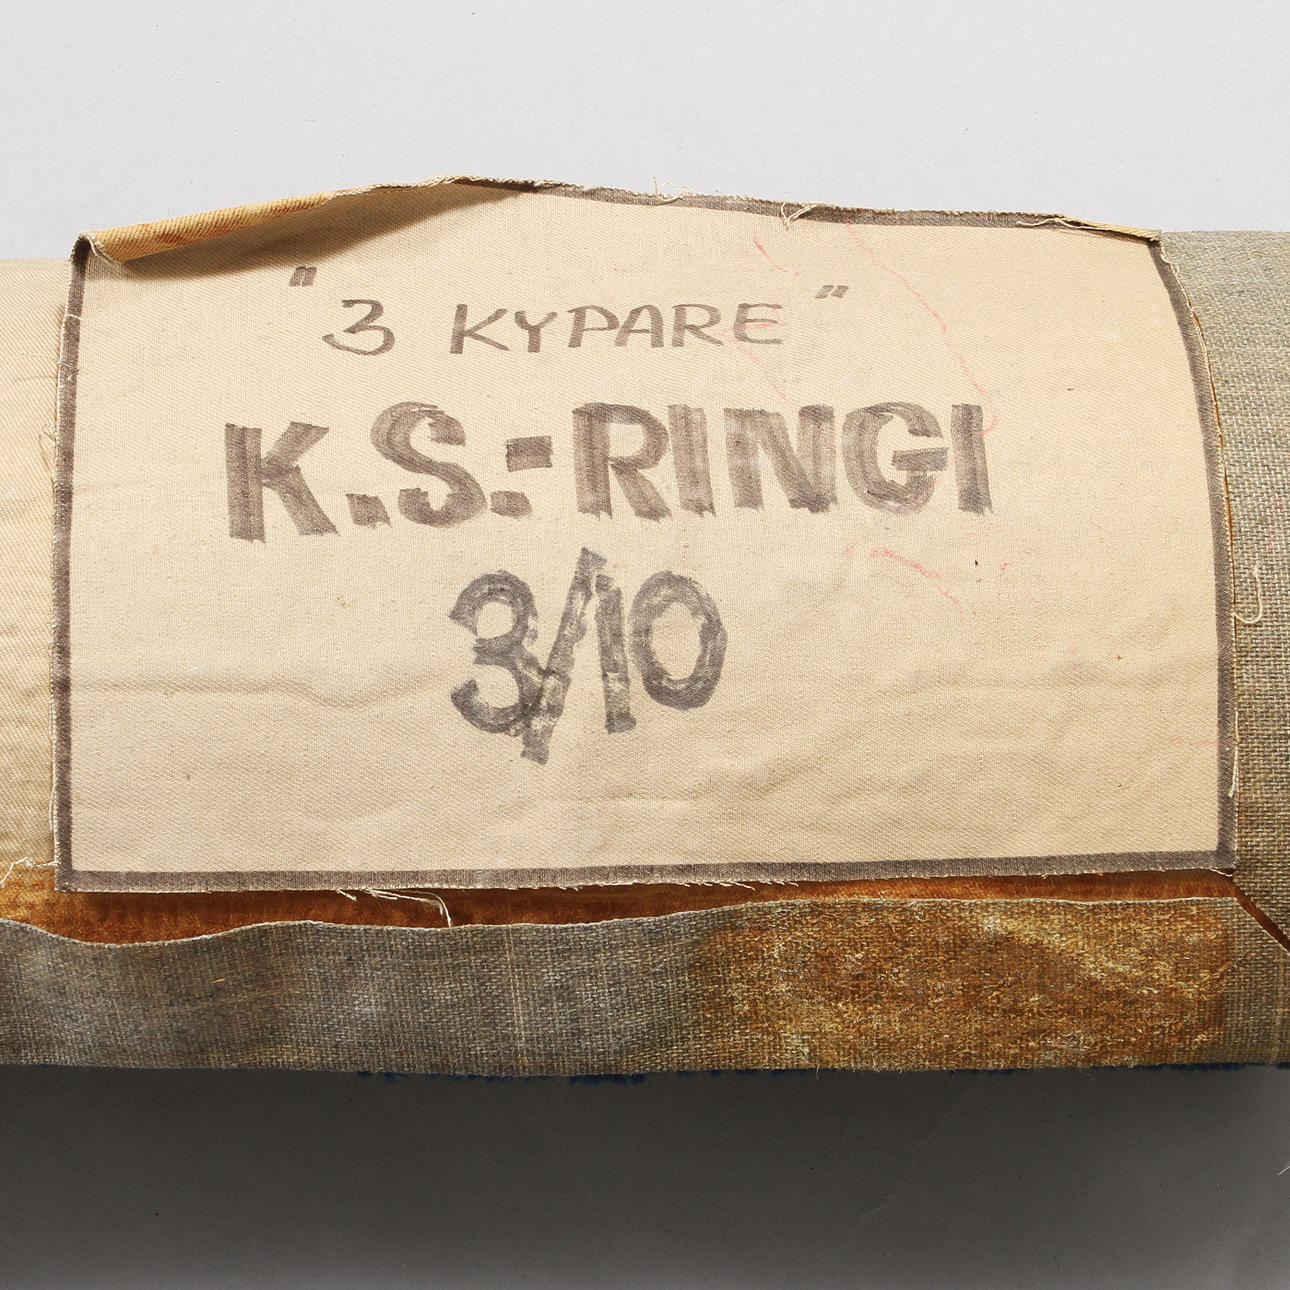 "3 KYPARE"
K.S.=RINGI
3/10